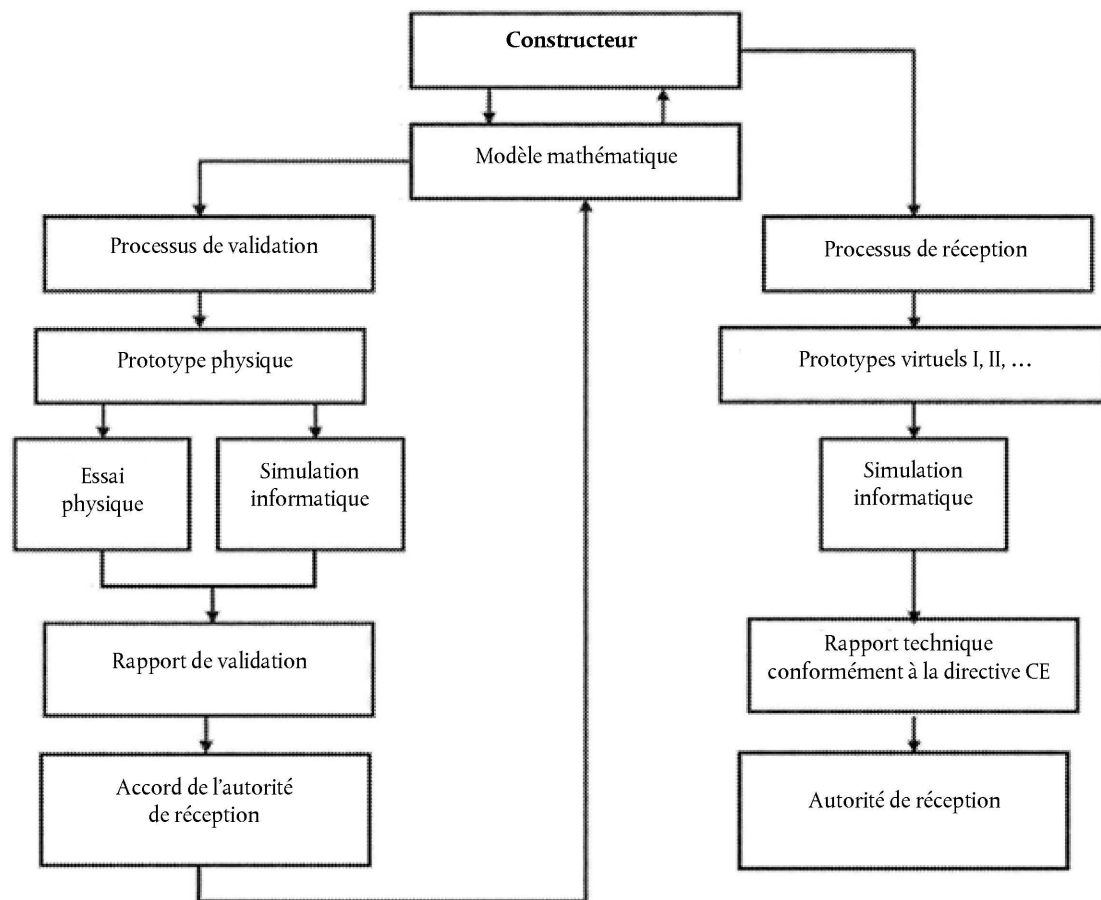 Constructeur
Modèle mathématique
Processus de validation
Prototype physique
Essai
physique
Simulation
informatique
Rapport de validation
Accord de l'autorité
de réception
Processus de réception
Prototypes virtuels I, II, …
Simulation
informatique
Rapport technique
conformément à la directive CE
Autorité de réception